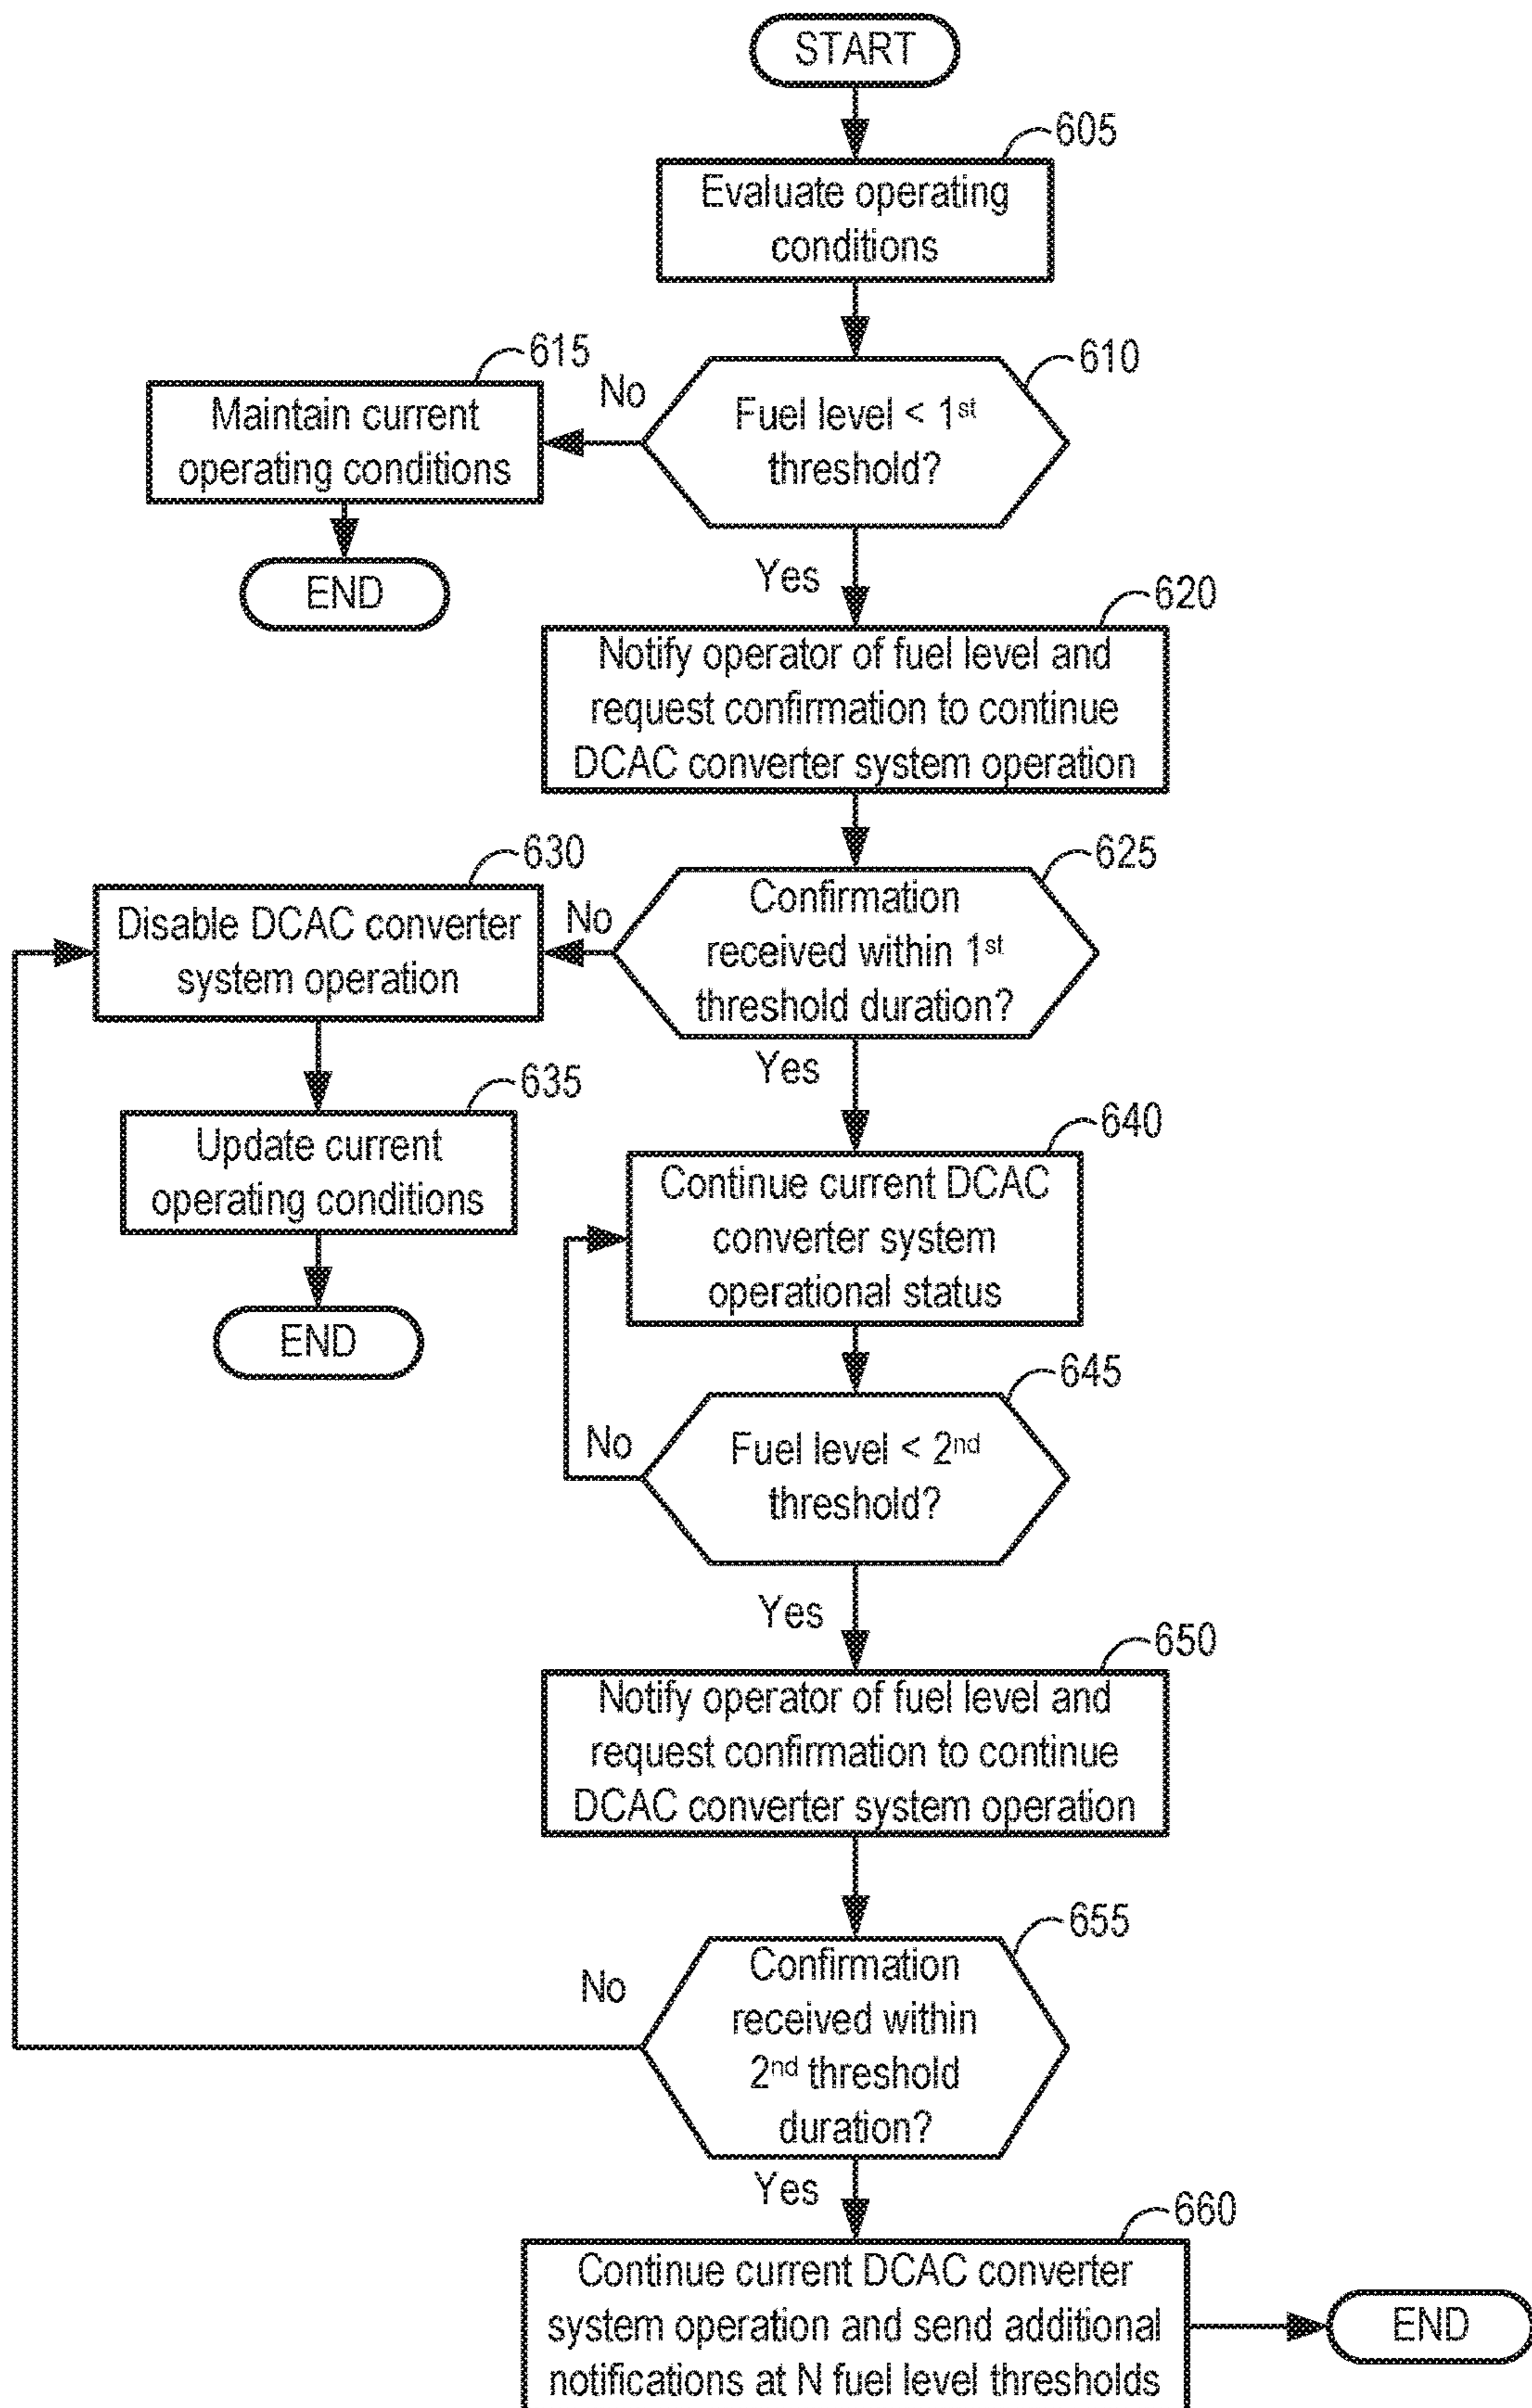 START
605
Evaluate operating
conditions
610
Fuel level < 1st
threshold?
No
615
Maintain current
operating conditions
END
Yes
620
Notify operator of fuel level and
request confirmation to continue
DCAC converter system operation
625
Confirmation
received within 1st
threshold duration?
No
630
Disable DCAC converter
system operation
635
Update current
operating conditions
END
Yes
640
Continue current DCAC
converter system
operational status
645
Fuel level < 2nd
threshold?
No
Yes
650
Notify operator of fuel level and
request confirmation to continue
DCAC converter system operation
655
Confirmation
received within
2nd threshold
duration?
No
Yes
660
Continue current DCAC converter
system operation and send additional
notifications at N fuel level thresholds
END